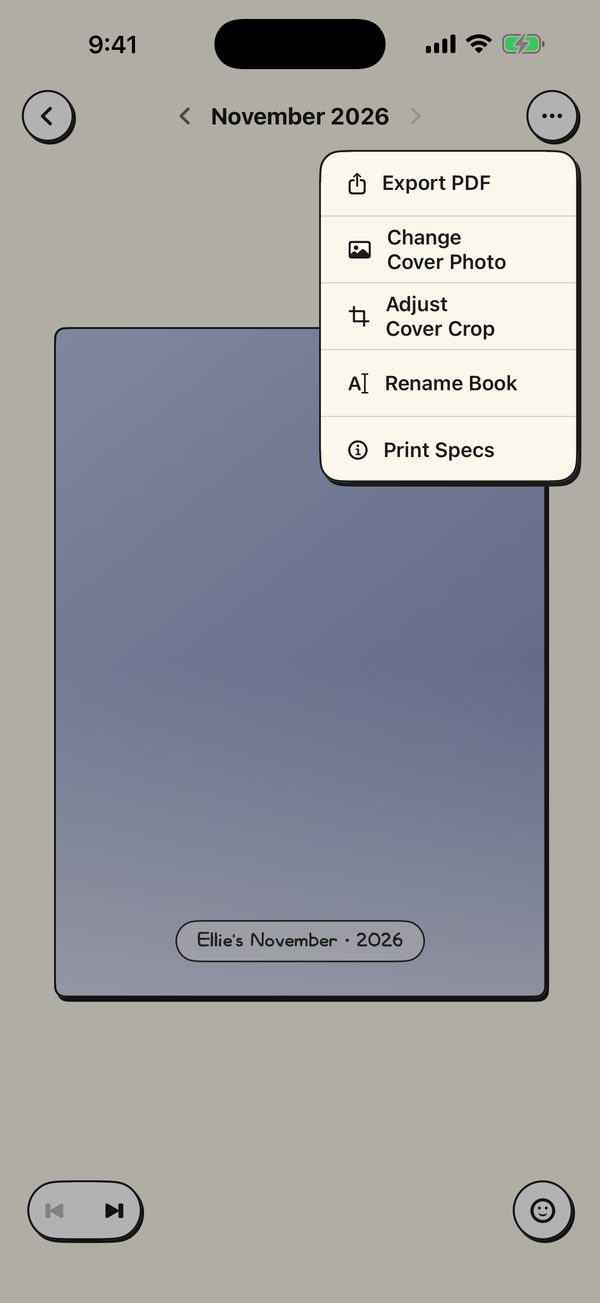 9:41
November 2026
Export PDF
Change
Cover Photo
Adjust
Cover Crop
Rename Book
Print Specs
Ellie's November · 2026